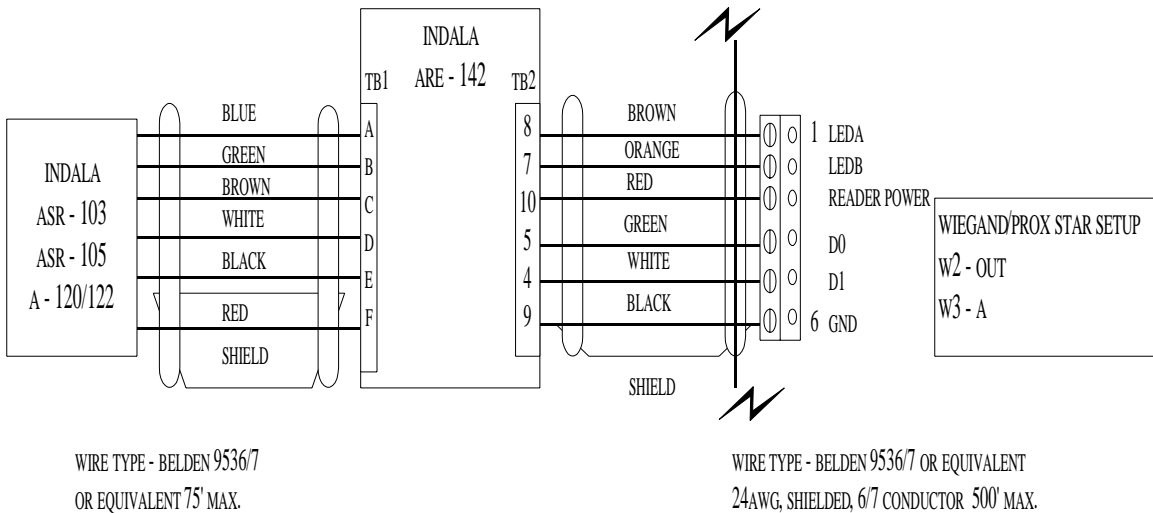 INDALA
ASR - 103
ASR - 105
A - 120/122
BLUE
GREEN
BROWN
WHITE
BLACK
RED
SHIELD
INDALA
ARE - 142
TB1
A
B
C
D
E
F
TB2
8
7
10
5
4
9
BROWN
ORANGE
RED
GREEN
WHITE
BLACK
SHIELD
1 LEDA
LEDB
READER POWER
D0
D1
6 GND
WIEGAND/PROX STAR SETUP
W2 - OUT
W3 - A
WIRE TYPE - BELDEN 9536/7
OR EQUIVALENT 75' MAX.
WIRE TYPE - BELDEN 9536/7 OR EQUIVALENT
24AWG, SHIELDED, 6/7 CONDUCTOR 500' MAX.